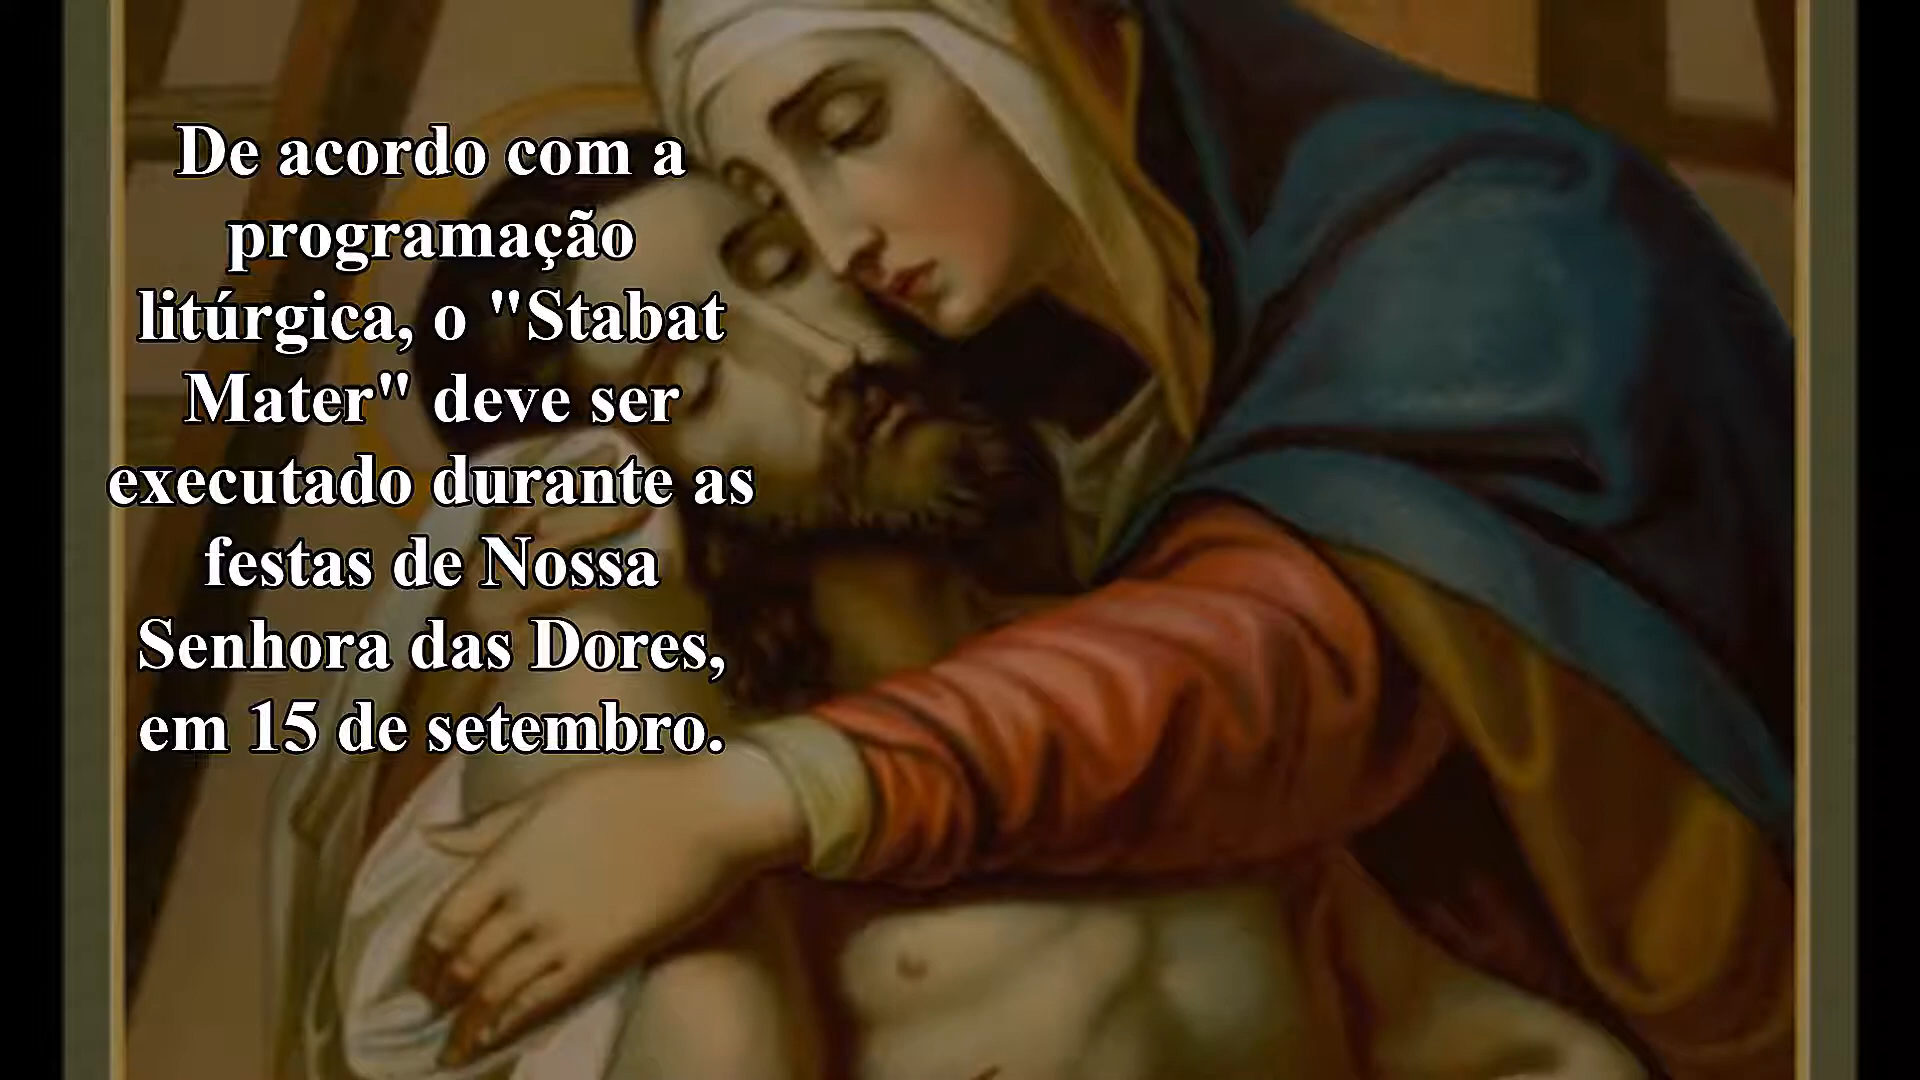 De acordo com a
programação
litúrgica, o "Stabat
Mater" deve ser
executado durante as
festas de Nossa
Senhora das Dores,
em 15 de setembro.